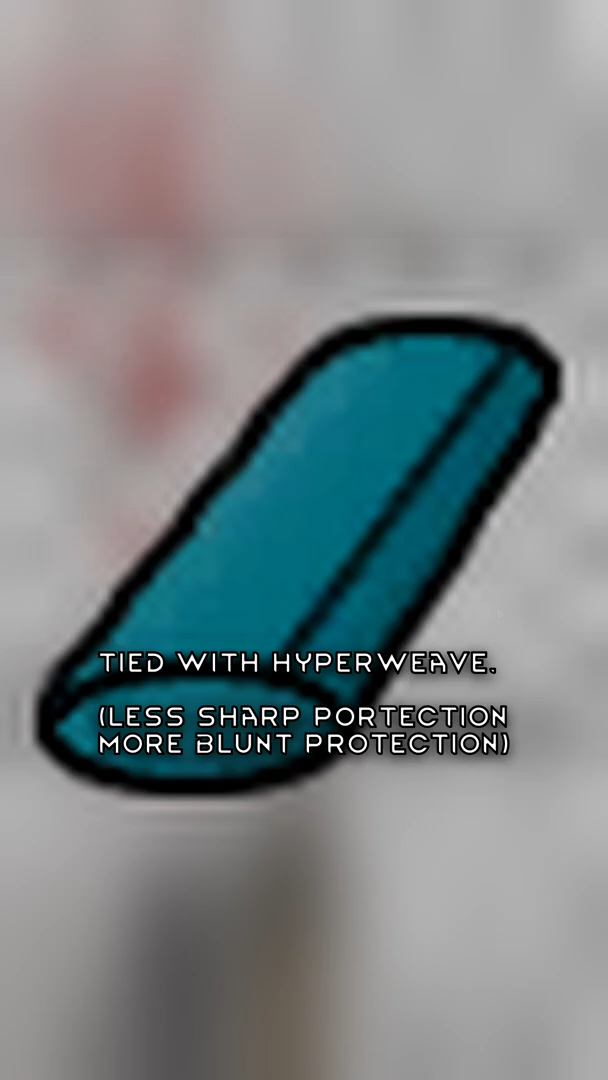 TIED WITH HYPERWEAVE.
(LESS SHARP PORTECTION
MORE BLUNT PROTECTION)